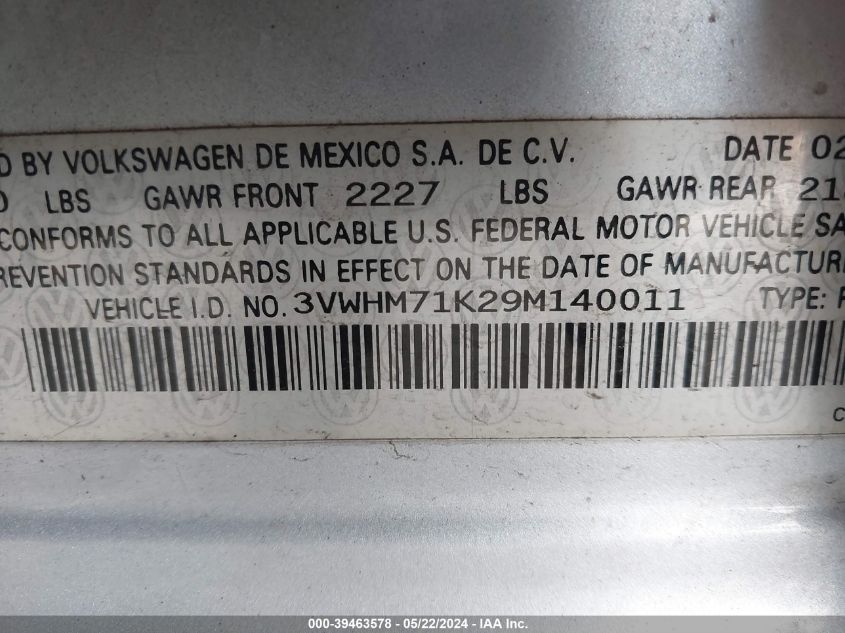 BY VOLKSWAGEN DE MEXICO S.A. DE C.V. DATE 02
LBS GAWR FRONT 2227 LBS GAWR REAR
CONFORMS TO ALL APPLICABLE U.S. FEDERAL MOTOR VEHICLE SA
REVENTION STANDARDS IN EFFECT ON THE DATE OF MANUFACTUR
VEHICLE I.D. NO. 3VWHM71K29M140011 TYPE:
000-39463578 - 05/22/2024 - IAA Inc.